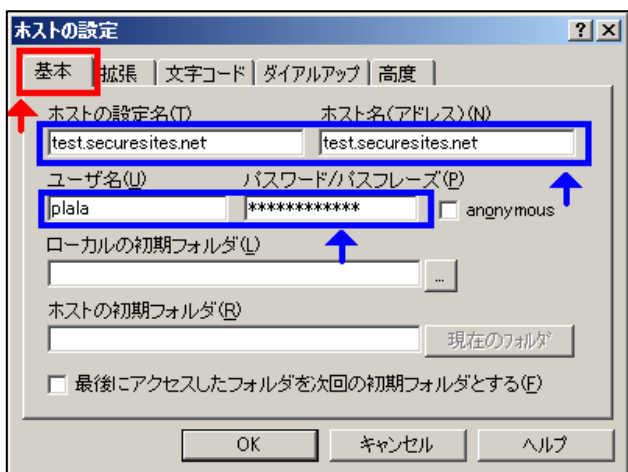 ホストの設定
基本 拡張 文字コード ダイアルアップ 高度
ホストの設定名(T) ホスト名(アドレス)(N)
test.securesites.net test.securesites.net
ユーザ名(U) パスワード/パスフレーズ(P)
plala ************ anonymous
ローカルの初期フォルダ(L)
...
ホストの初期フォルダ(R)
現在のフォルダ
最後にアクセスしたフォルダを次回の初期フォルダとする(F)
OK キャンセル ヘルプ